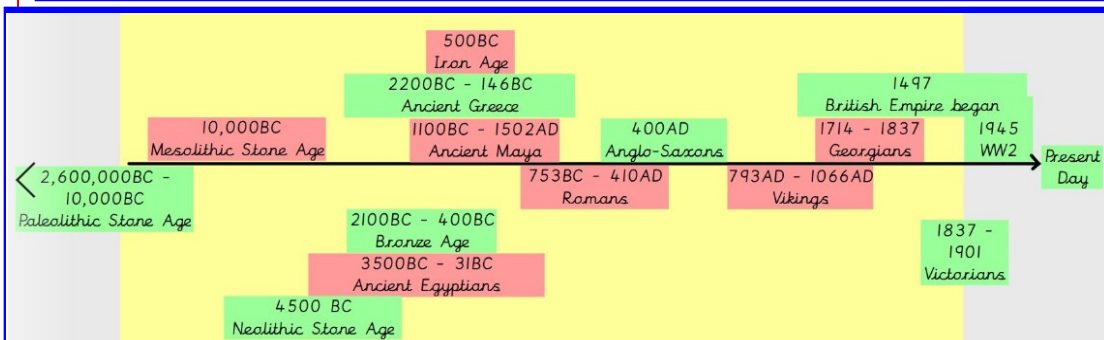 500BC
Iron Age
2200BC - 146BC
Ancient Greece
1497
British Empire began
10,000BC
Mesolithic Stone Age
1100BC - 1502AD
Ancient Maya
400AD
Anglo-Saxons
1714 - 1837
Georgians
1945
WW2
Present
Day
2,600,000BC -
10,000BC
Paleolithic Stone Age
753BC - 410AD
Romans
793AD - 1066AD
Vikings
2100BC - 400BC
Bronze Age
3500BC - 31BC
Ancient Egyptians
4500 BC
Neolithic Stone Age
1837 -
1901
Victorians